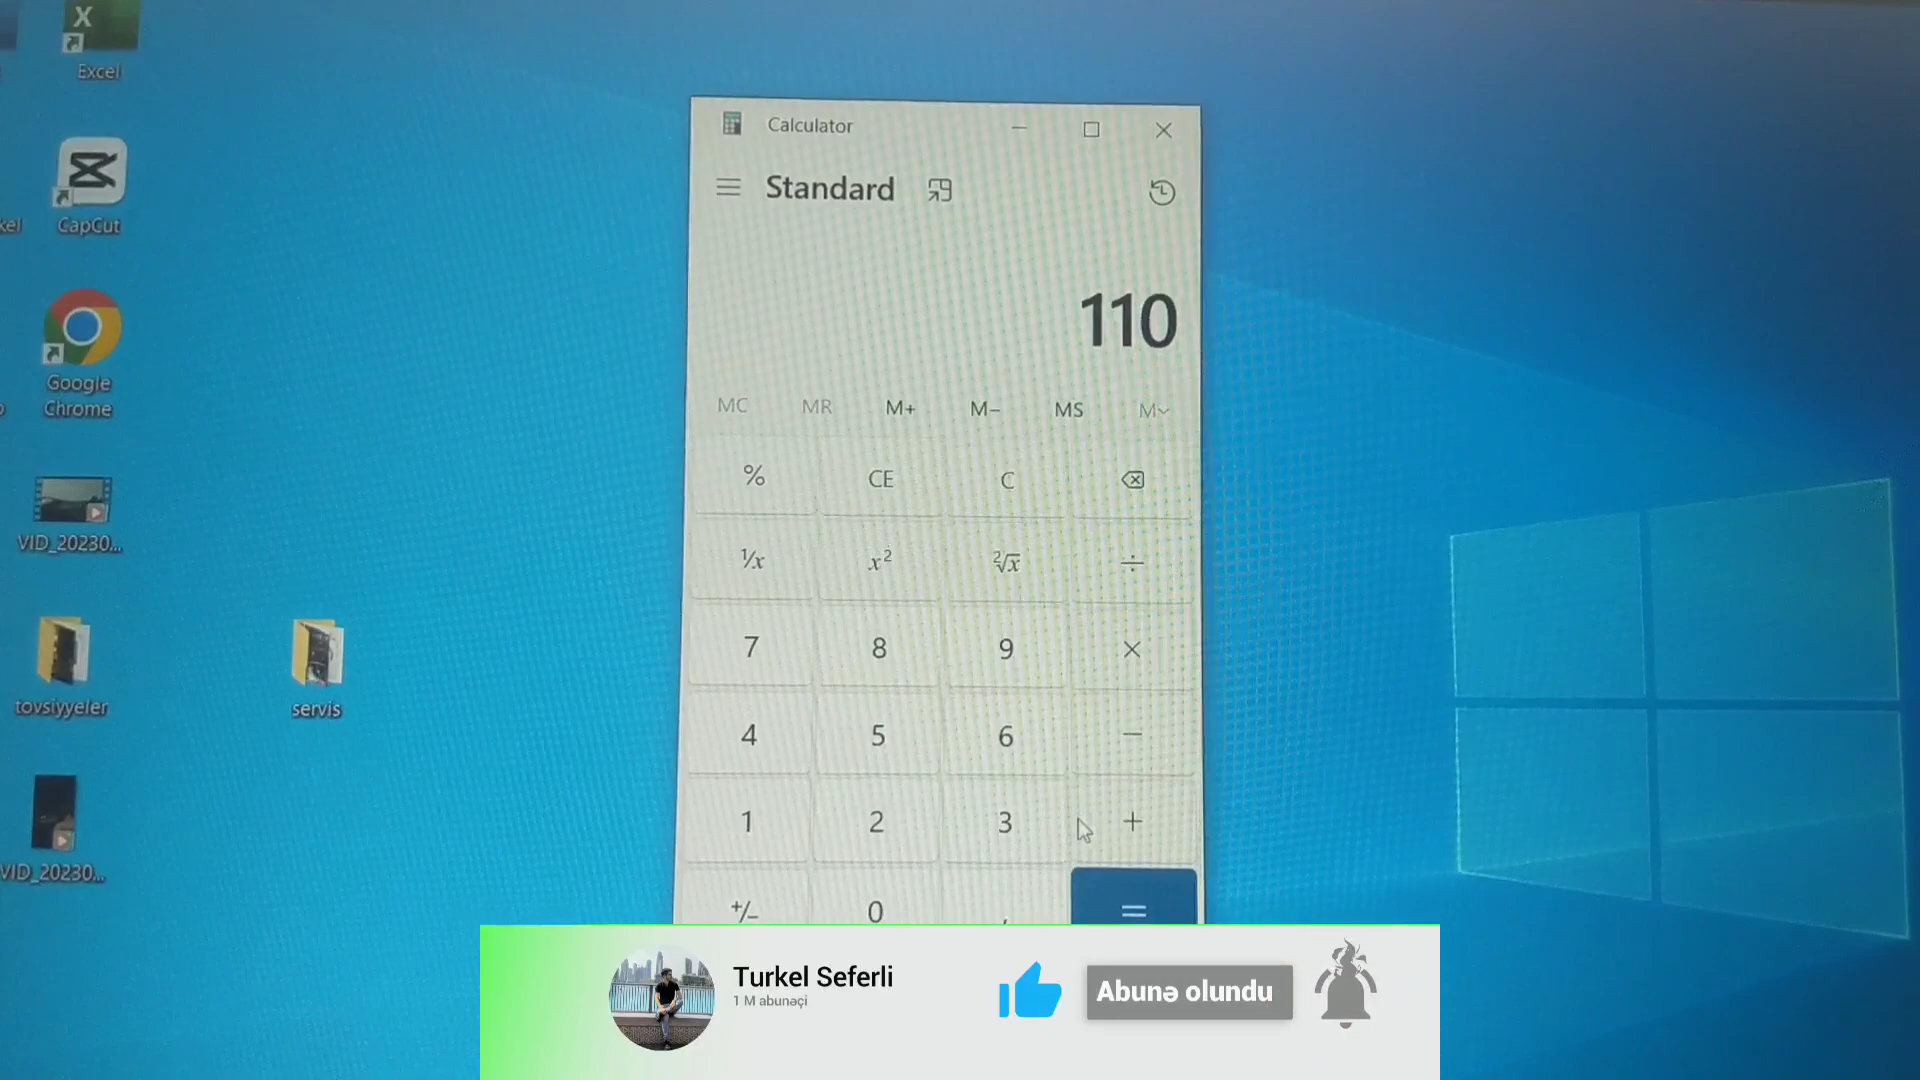 Excel
CapCut
Google
Chrome
VID_20230...
tovsiyyeler
servis
VID_20230...
Calculator
Standard
110
MC MR M+ M− MS M
% CE C
1/x x² ²√x ÷
7 8 9 ×
4 5 6 −
1 2 3 +
+/− 0 , =
Turkel Seferli
1 M abunəçi
Abunə olundu